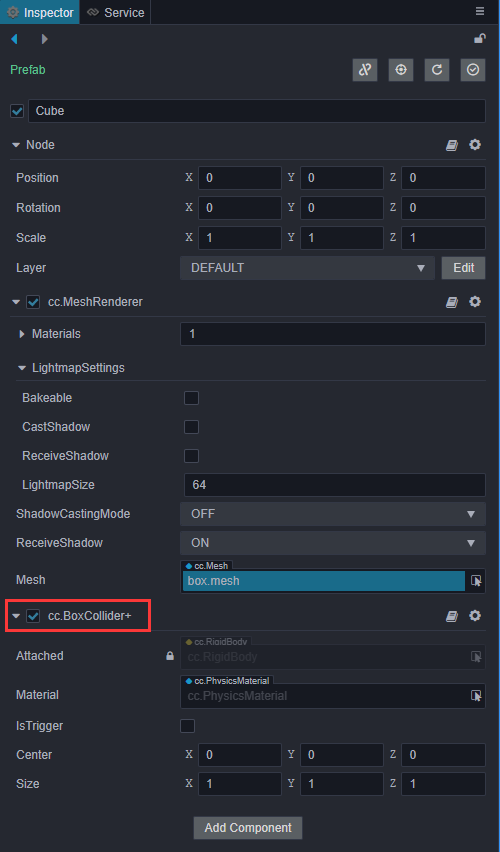 Inspector Service
Prefab
Cube
Node
Position X 0 Y 0 Z 0
Rotation X 0 Y 0 Z 0
Scale X 1 Y 1 Z 1
Layer DEFAULT Edit
cc.MeshRenderer
Materials 1
LightmapSettings
Bakeable
CastShadow
ReceiveShadow
LightmapSize 64
ShadowCastingMode OFF
ReceiveShadow ON
cc.Mesh
Mesh box.mesh
cc.BoxCollider+
cc.RigidBody
Attached cc.RigidBody
cc.PhysicsMaterial
Material cc.PhysicsMaterial
IsTrigger
Center X 0 Y 0 Z 0
Size X 1 Y 1 Z 1
Add Component